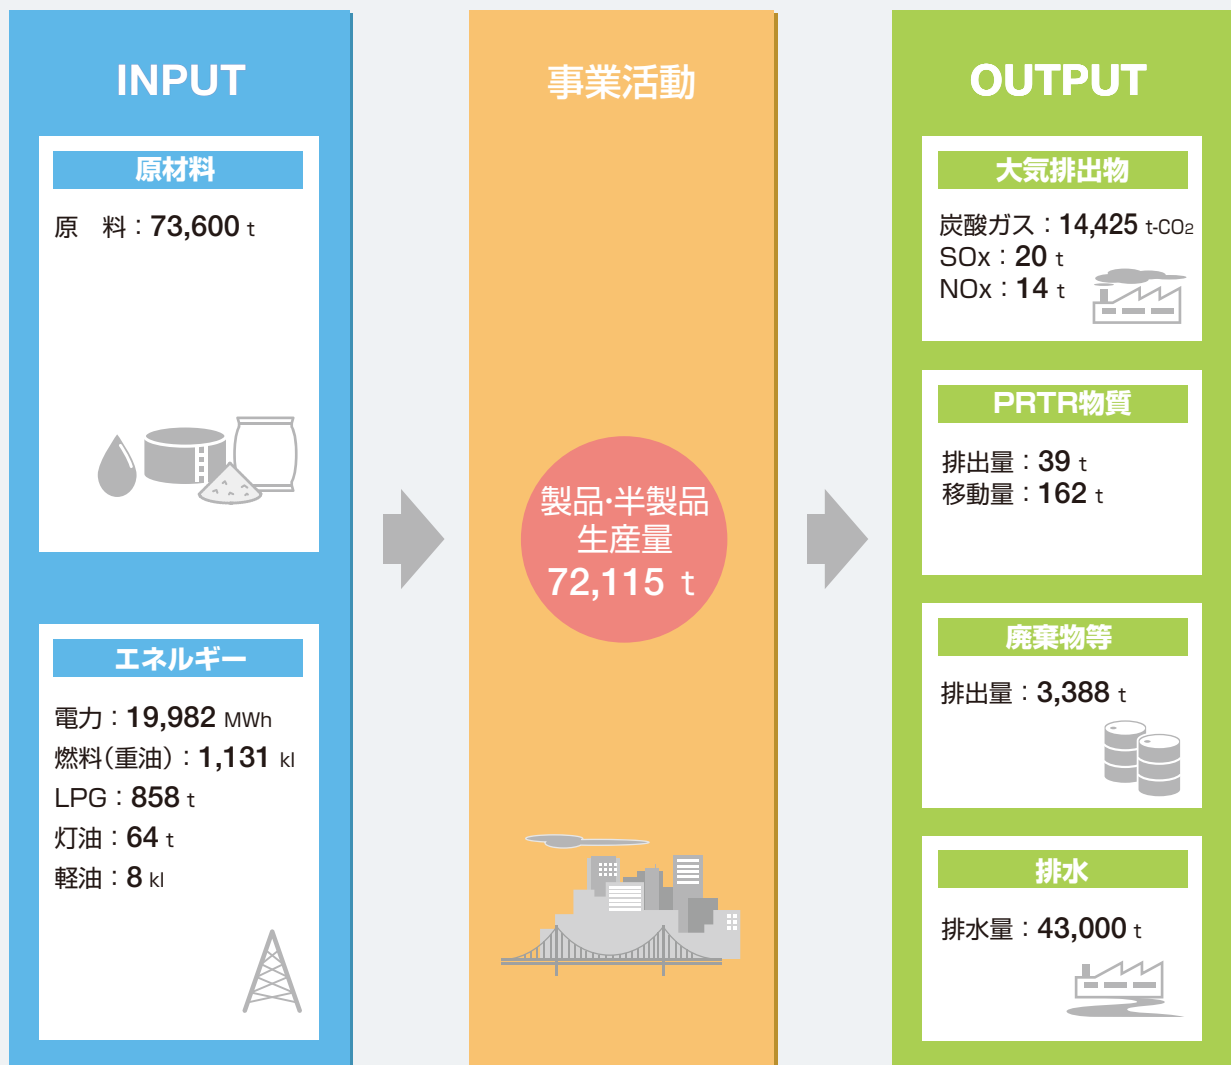 INPUT
原材料
原　料：73,600 t
エネルギー
電力：19,982 MWh
燃料(重油)：1,131 kl
LPG：858 t
灯油：64 t
軽油：8 kl
事業活動
製品・半製品
生産量
72,115 t
OUTPUT
大気排出物
炭酸ガス：14,425 t-CO₂
SOx：20 t
NOx：14 t
PRTR物質
排出量：39 t
移動量：162 t
廃棄物等
排出量：3,388 t
排水
排水量：43,000 t